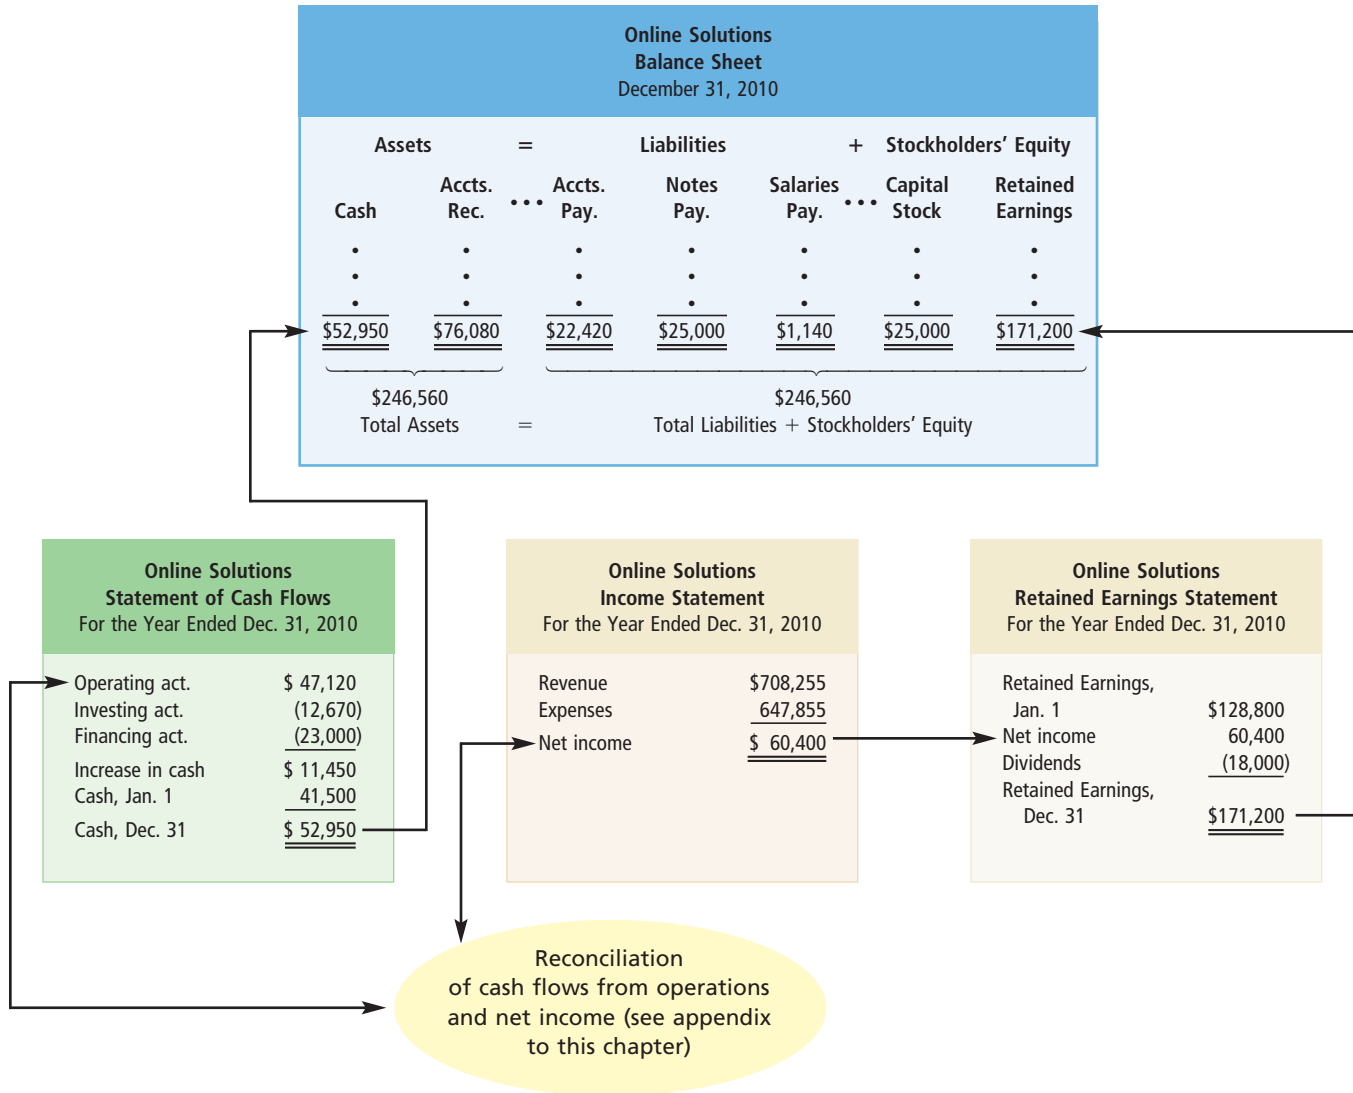 Online Solutions
Balance Sheet
December 31, 2010
Assets = Liabilities + Stockholders’ Equity
Accts. Accts. Notes Salaries Capital Retained
Cash Rec. ••• Pay. Pay. Pay. ••• Stock Earnings
$52,950 $76,080 $22,420 $25,000 $1,140 $25,000 $171,200
$246,560 $246,560
Total Assets = Total Liabilities + Stockholders’ Equity
Online Solutions
Statement of Cash Flows
For the Year Ended Dec. 31, 2010
Operating act. $ 47,120
Investing act. (12,670)
Financing act. (23,000)
Increase in cash $ 11,450
Cash, Jan. 1 41,500
Cash, Dec. 31 $ 52,950
Online Solutions
Income Statement
For the Year Ended Dec. 31, 2010
Revenue $708,255
Expenses 647,855
Net income $ 60,400
Online Solutions
Retained Earnings Statement
For the Year Ended Dec. 31, 2010
Retained Earnings,
Jan. 1 $128,800
Net income 60,400
Dividends (18,000)
Retained Earnings,
Dec. 31 $171,200
Reconciliation
of cash flows from operations
and net income (see appendix
to this chapter)